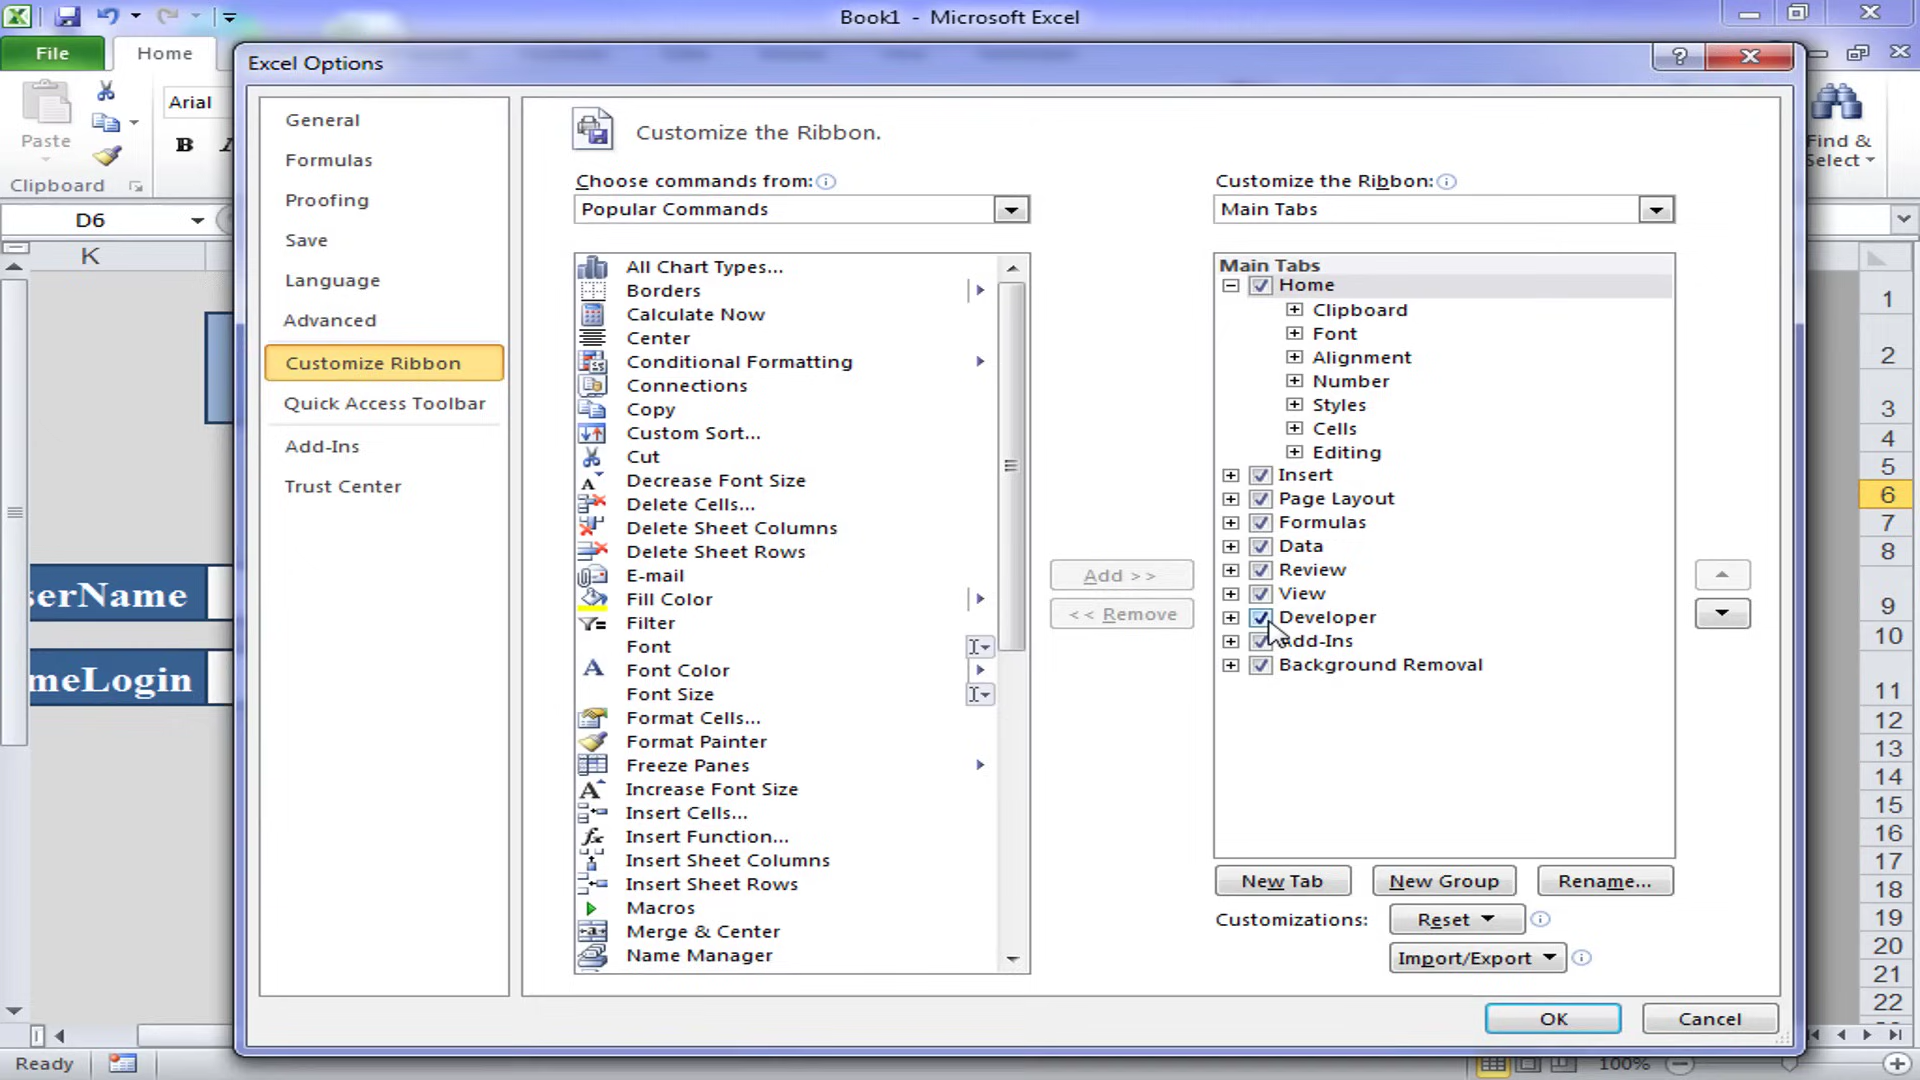 Book1 - Microsoft Excel
File
Home
Excel Options
Paste
Clipboard
Arial
B
Find &
Select
D6
K
General
Formulas
Proofing
Save
Language
Advanced
Customize Ribbon
Quick Access Toolbar
Add-Ins
Trust Center
Customize the Ribbon.
Choose commands from:
Popular Commands
All Chart Types...
Borders
Calculate Now
Center
Conditional Formatting
Connections
Copy
Custom Sort...
Cut
Decrease Font Size
Delete Cells...
Delete Sheet Columns
Delete Sheet Rows
E-mail
Fill Color
Filter
Font
Font Color
Font Size
Format Cells...
Format Painter
Freeze Panes
Increase Font Size
Insert Cells...
Insert Function...
Insert Sheet Columns
Insert Sheet Rows
Macros
Merge & Center
Name Manager
Add >>
<< Remove
Customize the Ribbon:
Main Tabs
Main Tabs
Home
Clipboard
Font
Alignment
Number
Styles
Cells
Editing
Insert
Page Layout
Formulas
Data
Review
View
Developer
Add-Ins
Background Removal
New Tab
New Group
Rename...
Customizations:
Reset
Import/Export
OK
Cancel
serName
meLogin
1
2
3
4
5
6
7
8
9
10
11
12
13
14
15
16
17
18
19
20
21
22
Ready
100%